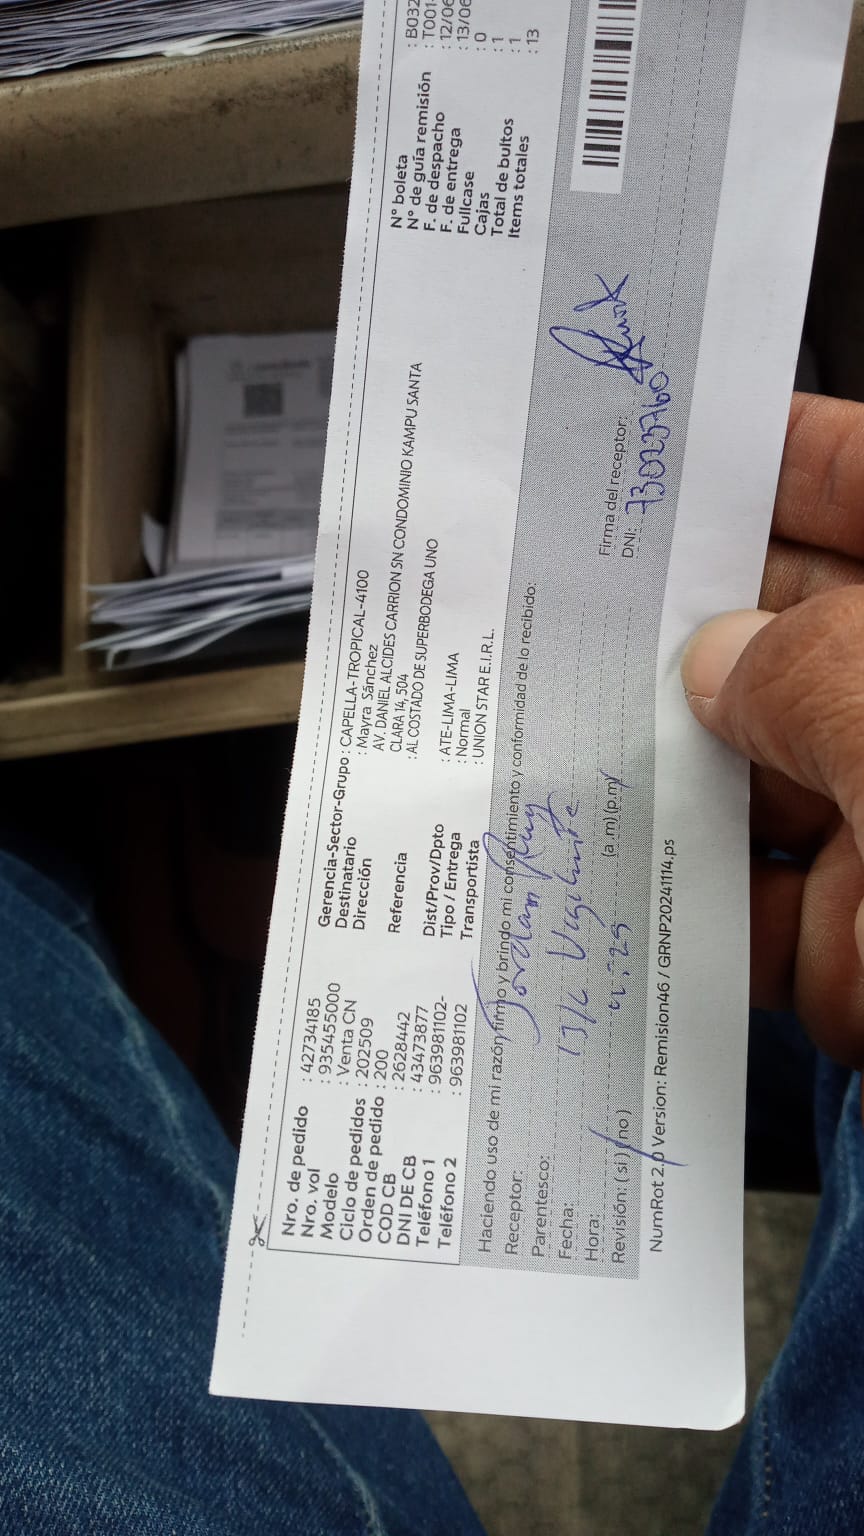 Nro. de pedido : 42734185
Nro. vol : 935455000
Modelo : Venta CN
Ciclo de pedidos : 202509
Orden de pedido : 200
COD CB : 2628442
DNI DE CB : 43473877
Teléfono 1 : 963981102-
Teléfono 2 : 963981102
Gerencia-Sector-Grupo : CAPELLA-TROPICAL-4100
Destinatario : Mayra Sánchez
Dirección AV. DANIEL ALCIDES CARRION SN CONDOMINIO KAMPU SANTA
CLARA 14, 504
Referencia : AL COSTADO DE SUPERBODEGA UNO
Dist/Prov/Dpto : ATE-LIMA-LIMA
Tipo / Entrega : Normal
Transportista : UNION STAR E.I.R.L.
N° boleta : B032
N° de guía remisión : T001-
F. de despacho : 12/06
F. de entrega : 13/06
Fullcase : 0
Cajas : 1
Total de bultos : 1
Items totales : 13
Haciendo uso de mi razón, firmo y brindo mi consentimiento y conformidad de lo recibido:
Receptor: Jordan
Parentesco: Vigilante
Fecha:
Hora: (a .m) (p.m)
Revisión: ( si ) ( no )
Firma del receptor:
DNI: 73023760
NumRot 2.0 Version: Remision46 / GRNP20241114.ps